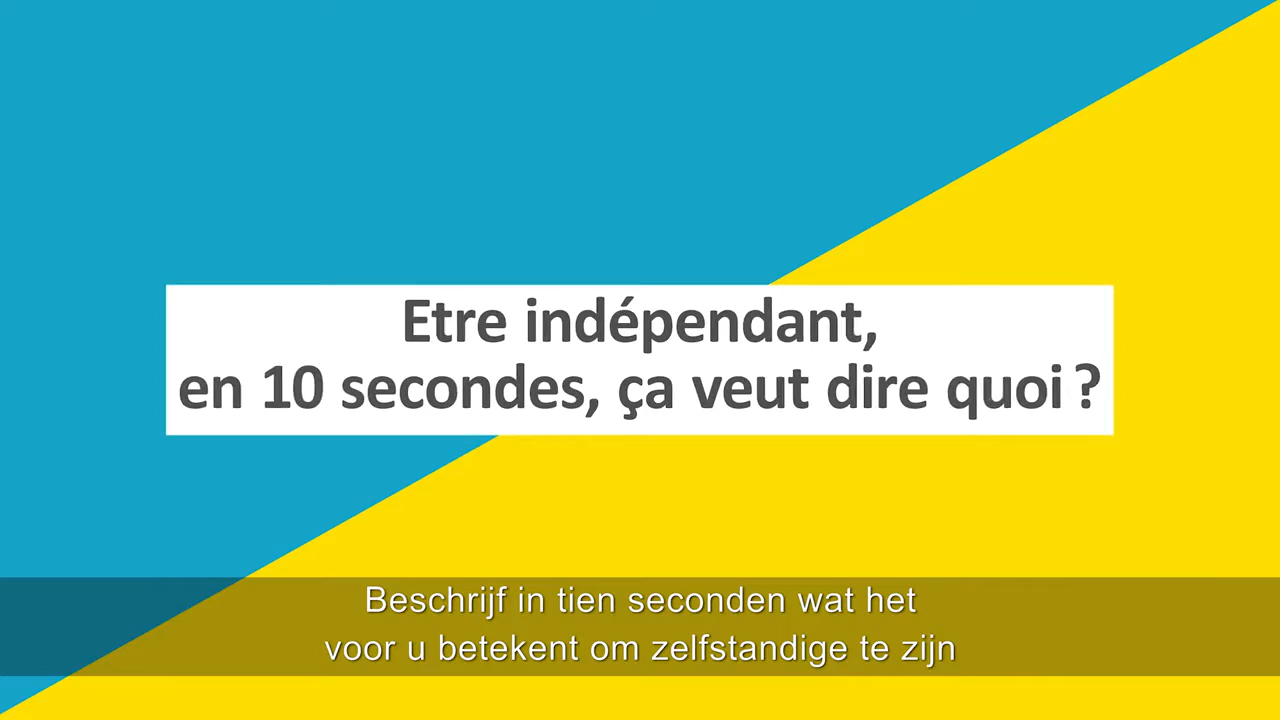 Etre indépendant,
en 10 secondes, ça veut dire quoi ?
Beschrijf in tien seconden wat het
voor u betekent om zelfstandige te zijn